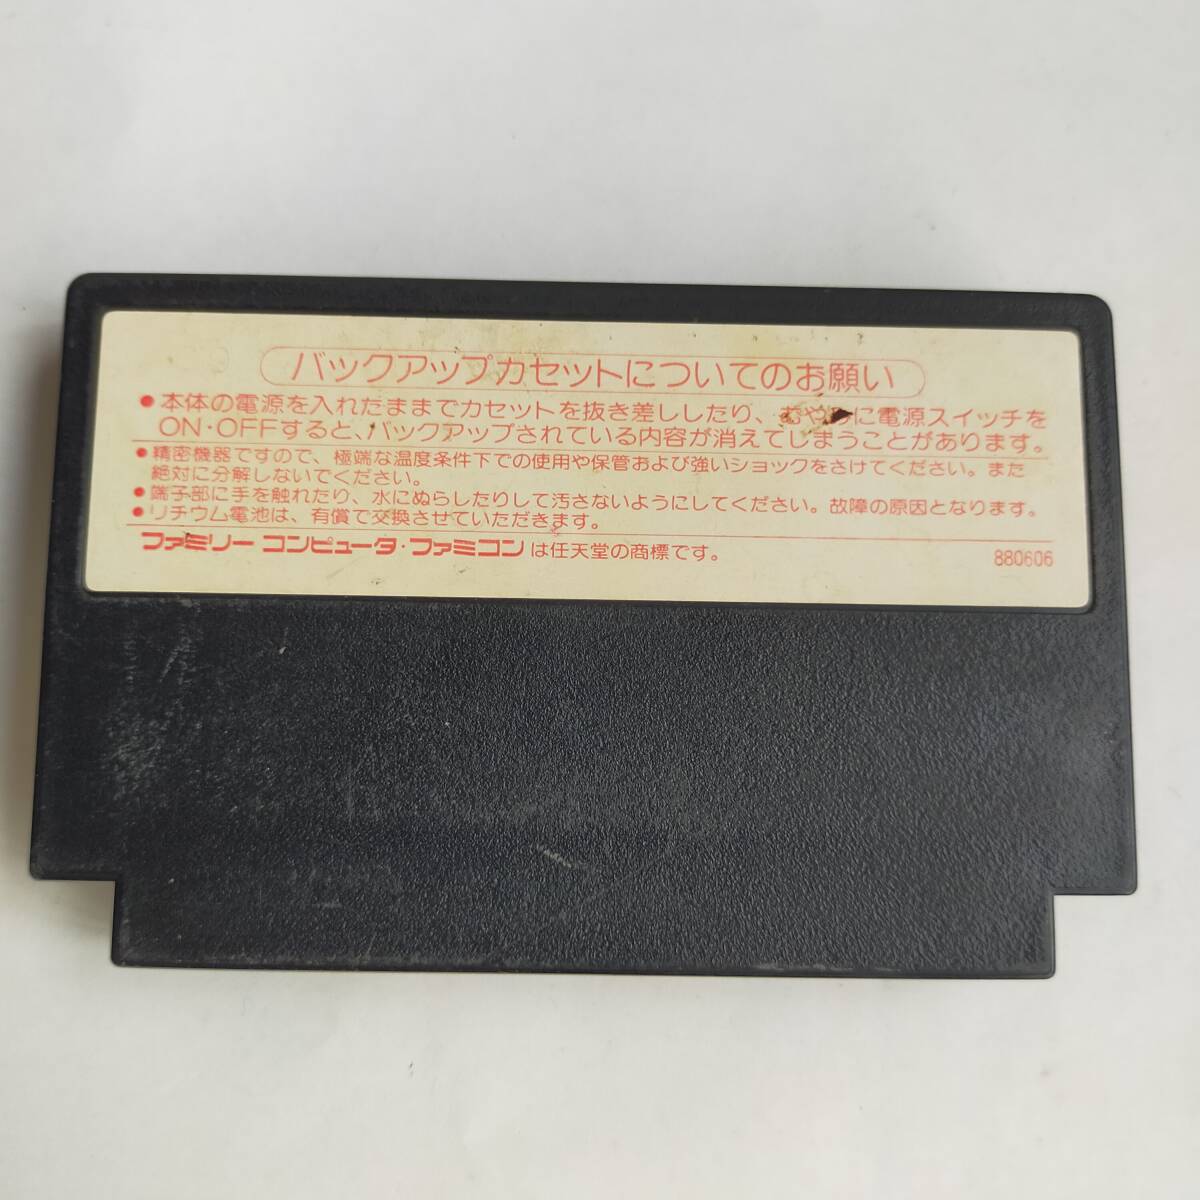 バックアップカセットについてのお願い
●本体の電源を入れたままでカセットを抜き差ししたり、むやみに電源スイッチを
ON・OFFすると、バックアップされている内容が消えてしまうことがあります。
●精密機器ですので、極端な温度条件下での使用や保管および強いショックをさけてください。また
絶対に分解しないでください。
●端子部に手を触れたり、水にぬらしたりして汚さないようにしてください。故障の原因となります。
●リチウム電池は、有償で交換させていただきます。
ファミリーコンピュータ・ファミコンは任天堂の商標です。
880606